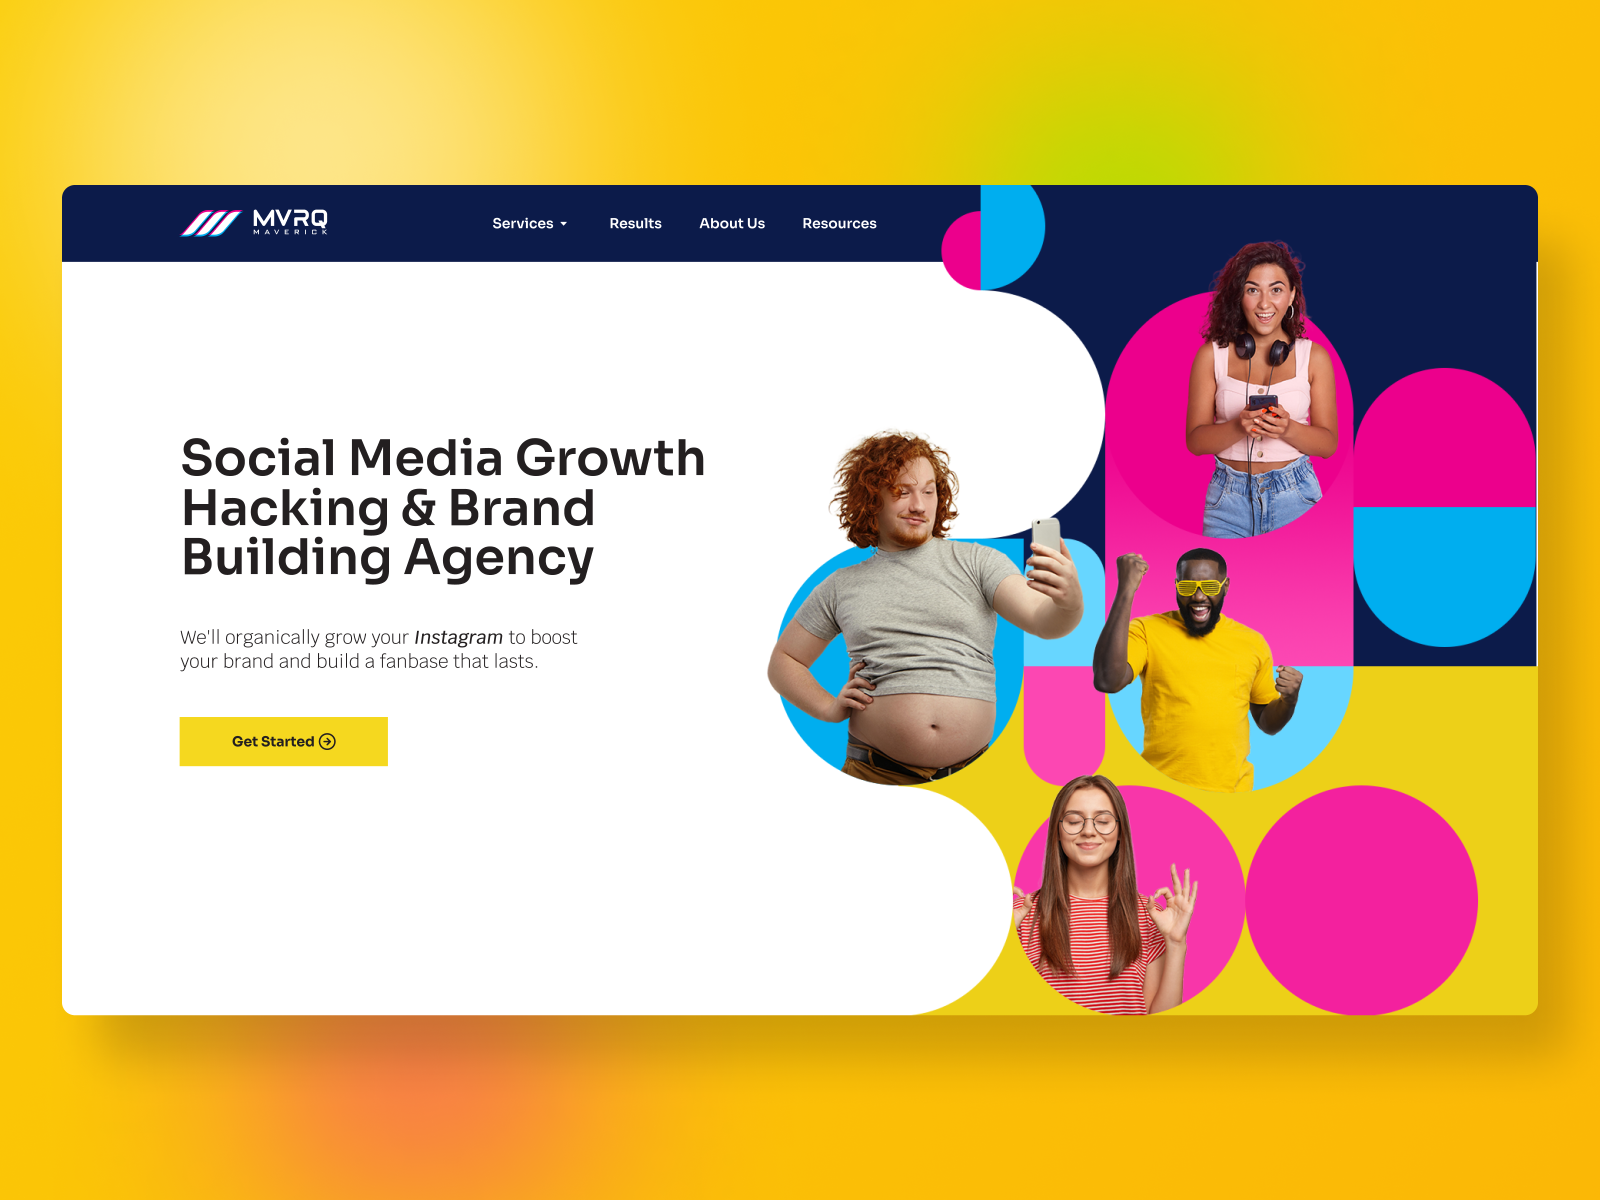 MVRQ
MAVERICK
Services
Results
About Us
Resources
Social Media Growth
Hacking & Brand
Building Agency
We'll organically grow your Instagram to boost
your brand and build a fanbase that lasts.
Get Started